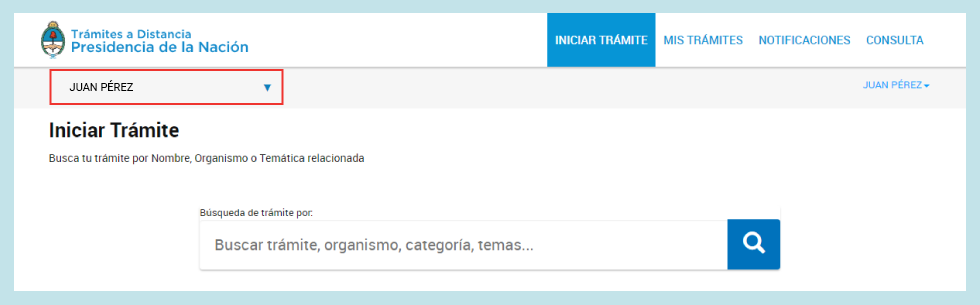 Trámites a Distancia
Presidencia de la Nación
INICIAR TRÁMITE
MIS TRÁMITES
NOTIFICACIONES
CONSULTA
JUAN PÉREZ
JUAN PÉREZ
Iniciar Trámite
Busca tu trámite por Nombre, Organismo o Temática relacionada
Búsqueda de trámite por:
Buscar trámite, organismo, categoría, temas...